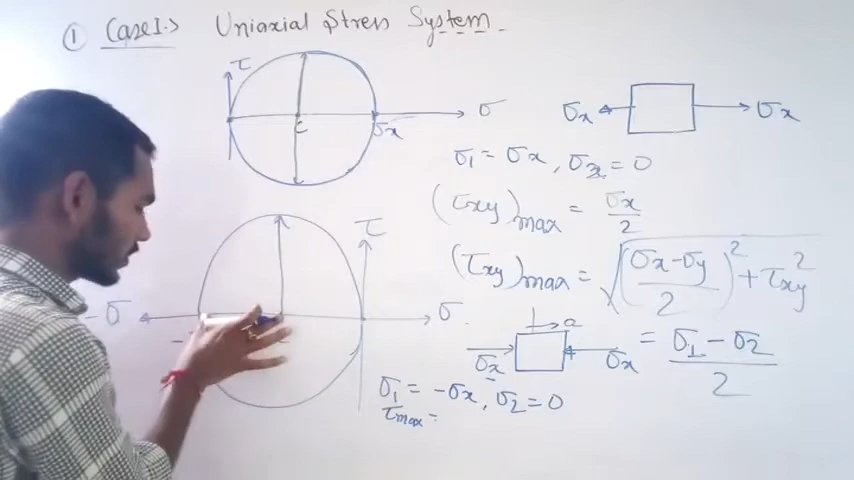 ① Case I:> Uniaxial Stress System
τ
σ
C
σx
σx σx
σ1 = σx , σ2 = 0
(τxy)max = σx/2
(τxy)max = √((σx-σy)/2)² + τxy²
= (σ1 - σ2)/2
τ
-σ
σ
→ a
σx σx
σ1 = -σx , σ2 = 0
τmax =